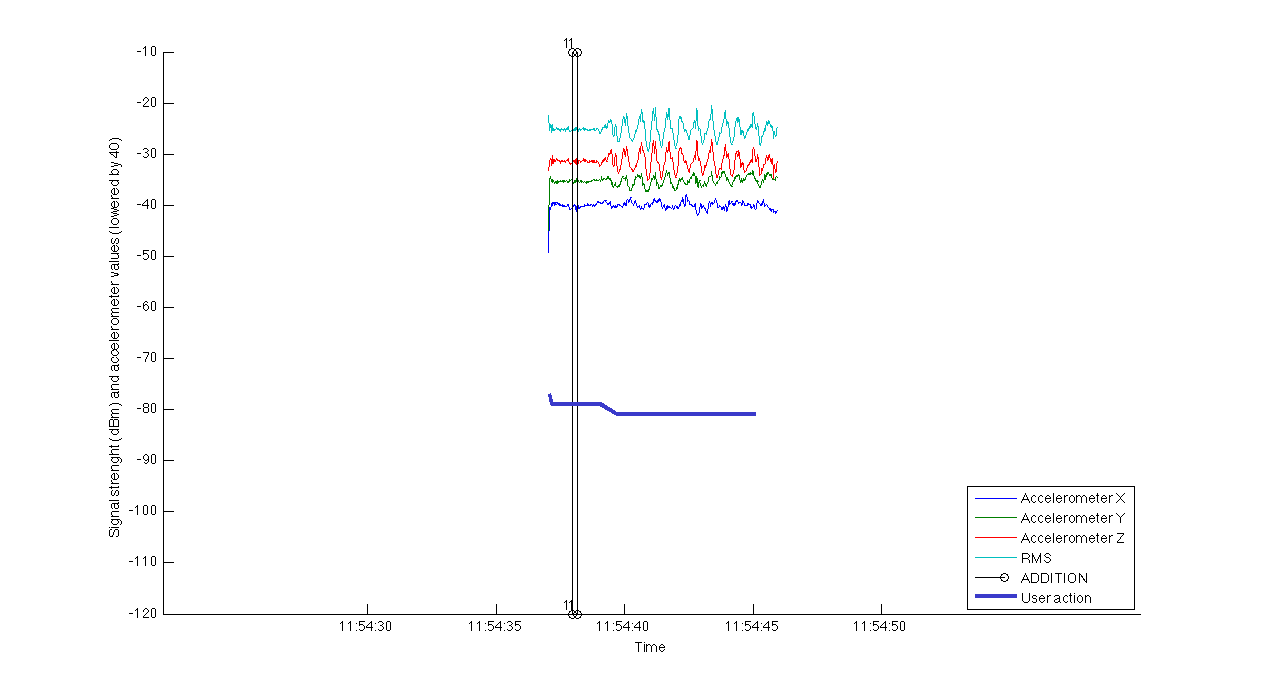 11
-10
-20
-30
-40
-50
-60
-70
-80
-90
-100
-110
-120
Signal strenght (dBm) and accelerometer values (lowered by 40)
11
11:54:30
11:54:35
11:54:40
11:54:45
11:54:50
Time
Accelerometer X
Accelerometer Y
Accelerometer Z
RMS
ADDITION
User action